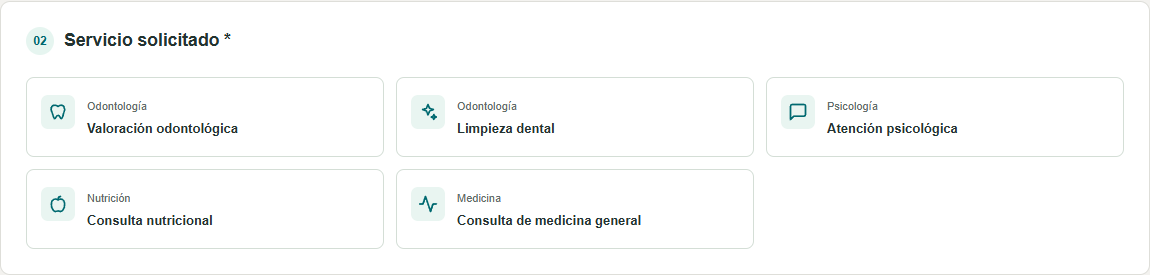 02 Servicio solicitado *
Odontología
Valoración odontológica
Odontología
Limpieza dental
Psicología
Atención psicológica
Nutrición
Consulta nutricional
Medicina
Consulta de medicina general